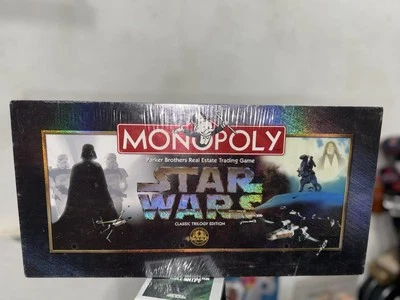 MONOPOLY
Parker Brothers Real Estate Trading Game
STAR
WARS
CLASSIC TRILOGY EDITION